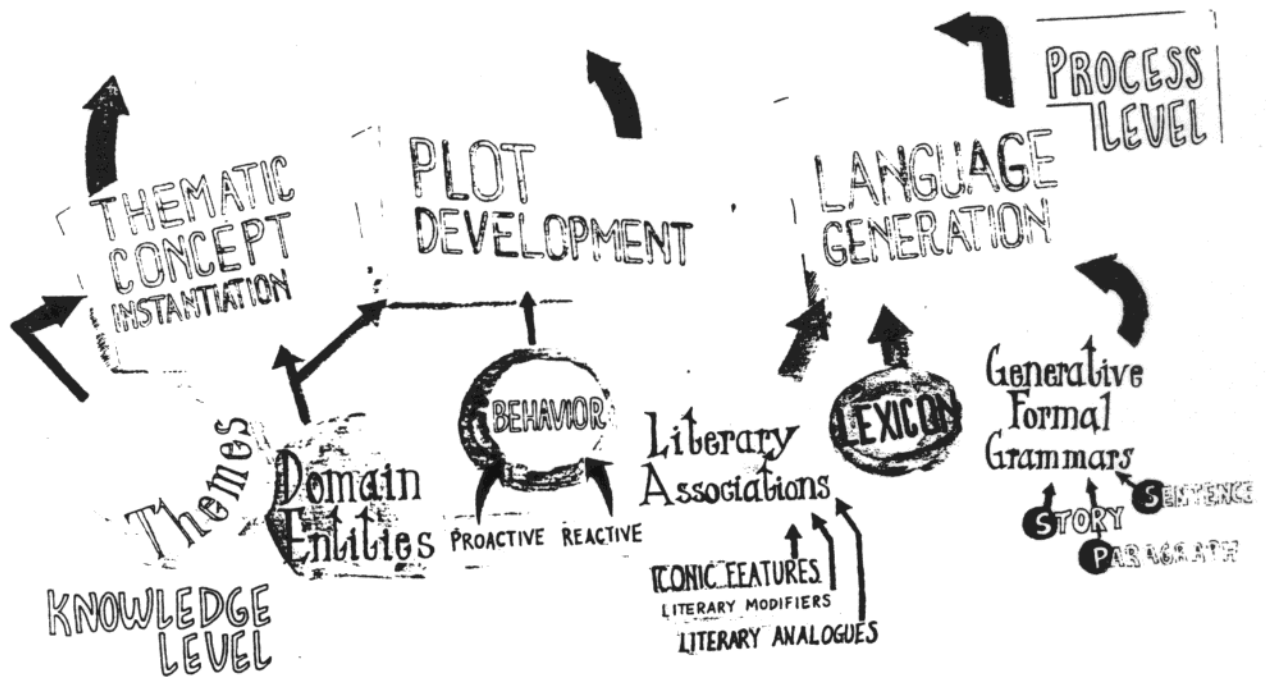 PROCESS
LEVEL
THEMATIC
CONCEPT
INSTANTIATION
PLOT
DEVELOPMENT
LANGUAGE
GENERATION
Themes
Domain
Entities
BEHAVIOR
PROACTIVE REACTIVE
Literary
Associations
ICONIC FEATURES
LITERARY MODIFIERS
LITERARY ANALOGUES
LEXICON
Generative
Formal
Grammars
SENTENCE
STORY
PARAGRAPH
KNOWLEDGE
LEVEL